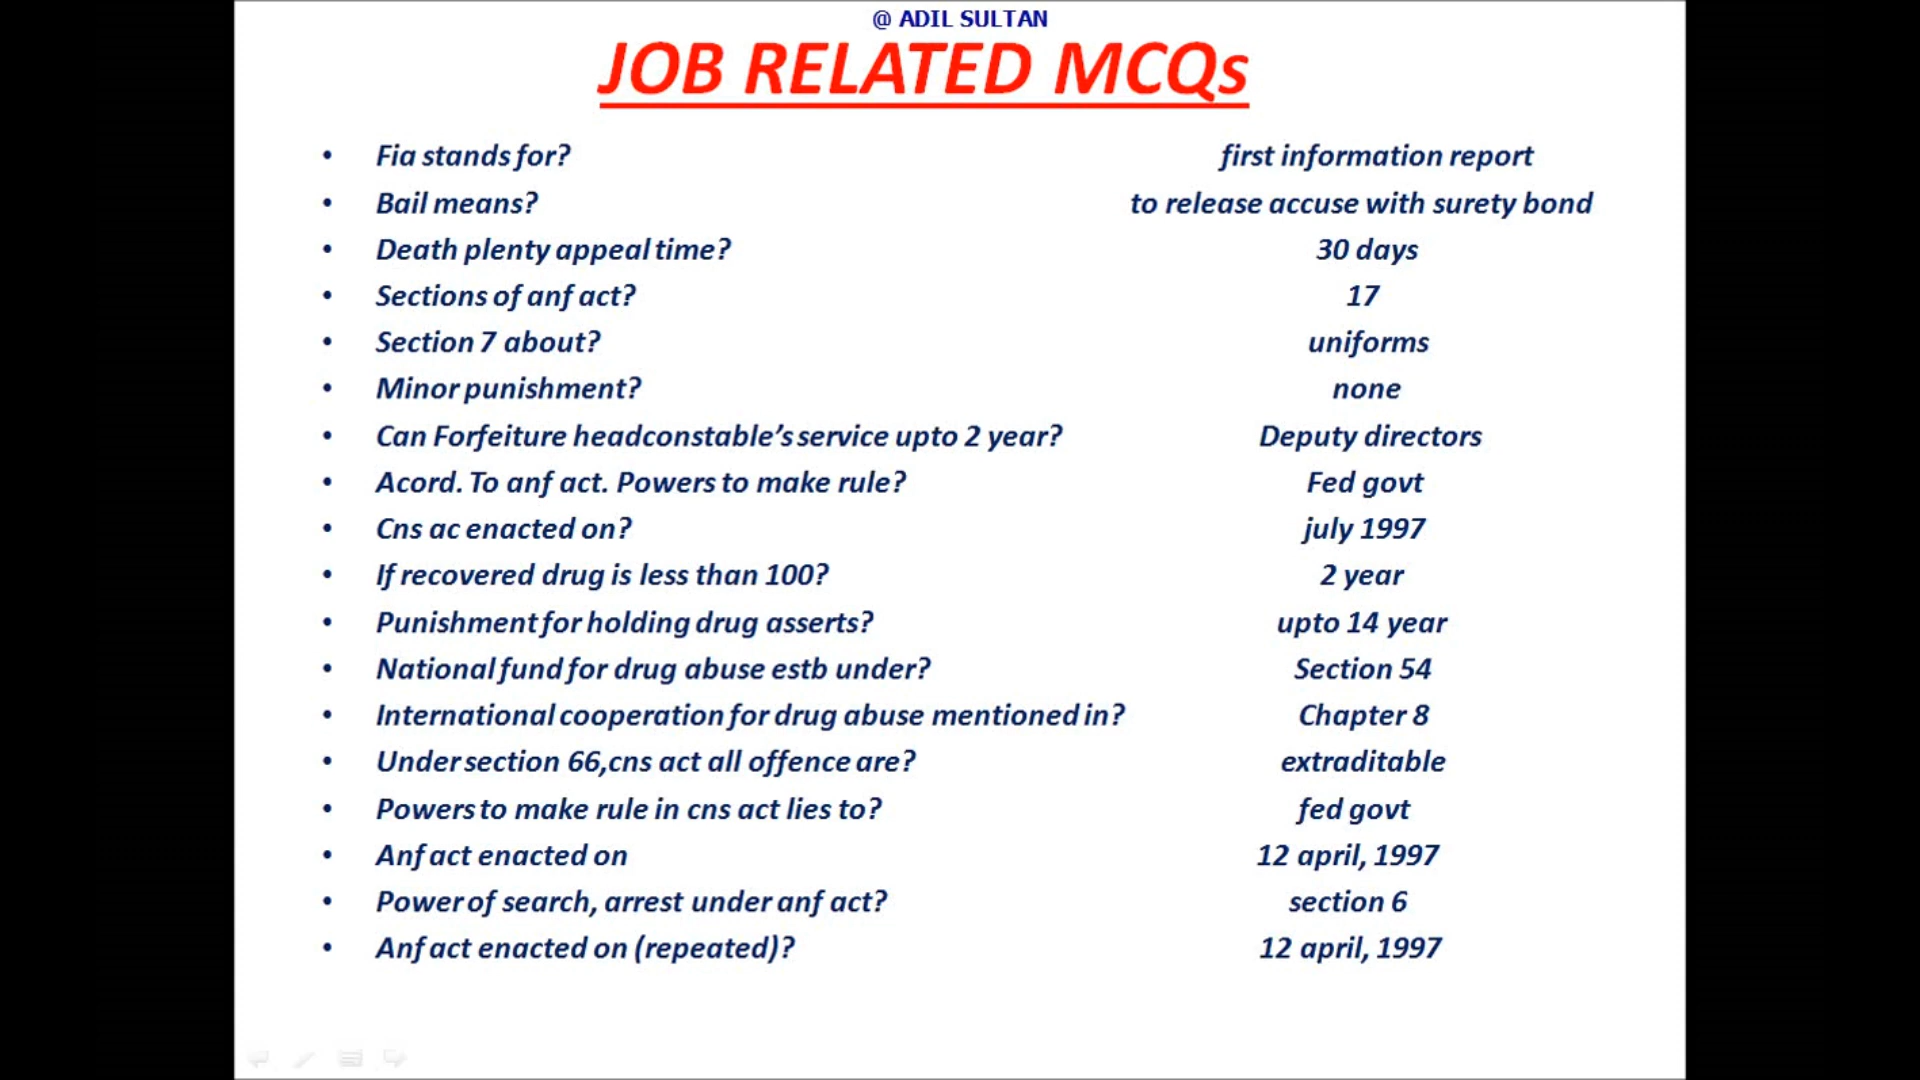 @ ADIL SULTAN
JOB RELATED MCQs
• Fia stands for? first information report
• Bail means? to release accuse with surety bond
• Death plenty appeal time? 30 days
• Sections of anf act? 17
• Section 7 about? uniforms
• Minor punishment? none
• Can Forfeiture headconstable's service upto 2 year? Deputy directors
• Acord. To anf act. Powers to make rule? Fed govt
• Cns ac enacted on? july 1997
• If recovered drug is less than 100? 2 year
• Punishment for holding drug asserts? upto 14 year
• National fund for drug abuse estb under? Section 54
• International cooperation for drug abuse mentioned in? Chapter 8
• Under section 66,cns act all offence are? extraditable
• Powers to make rule in cns act lies to? fed govt
• Anf act enacted on 12 april, 1997
• Power of search, arrest under anf act? section 6
• Anf act enacted on (repeated)? 12 april, 1997